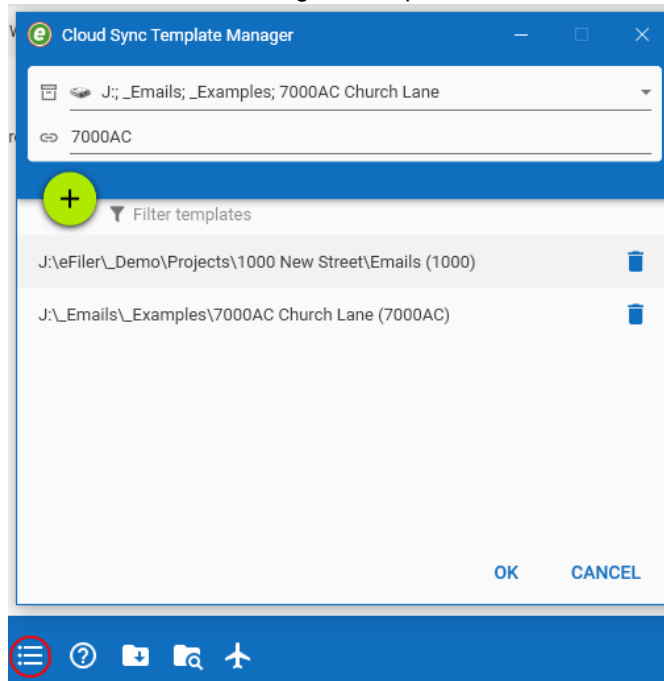 Cloud Sync Template Manager
J:; _Emails; _Examples; 7000AC Church Lane
7000AC
Filter templates
J:\eFiler\_Demo\Projects\1000 New Street\Emails (1000)
J:\_Emails\_Examples\7000AC Church Lane (7000AC)
OK CANCEL